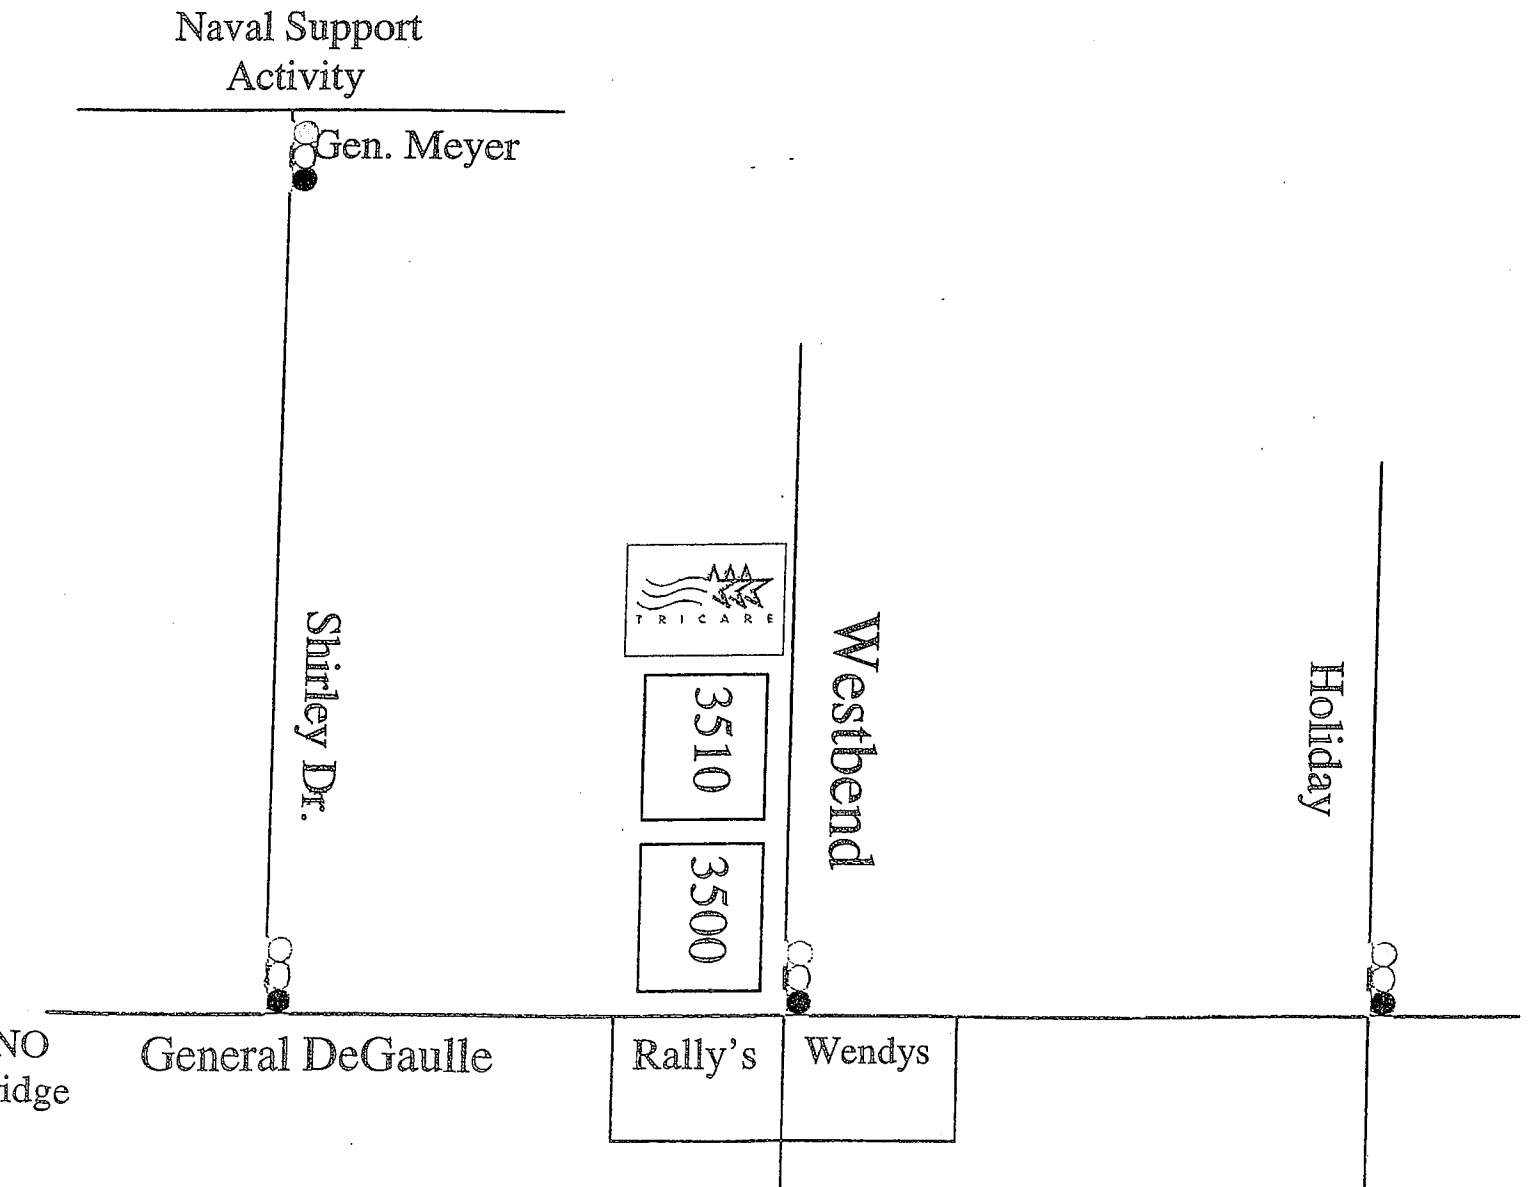 Naval Support
Activity
Gen. Meyer
TRICARE
Shirley Dr.
3510
Westbend
Holiday
3500
NO
General DeGaulle
Rally's
Wendys
idge